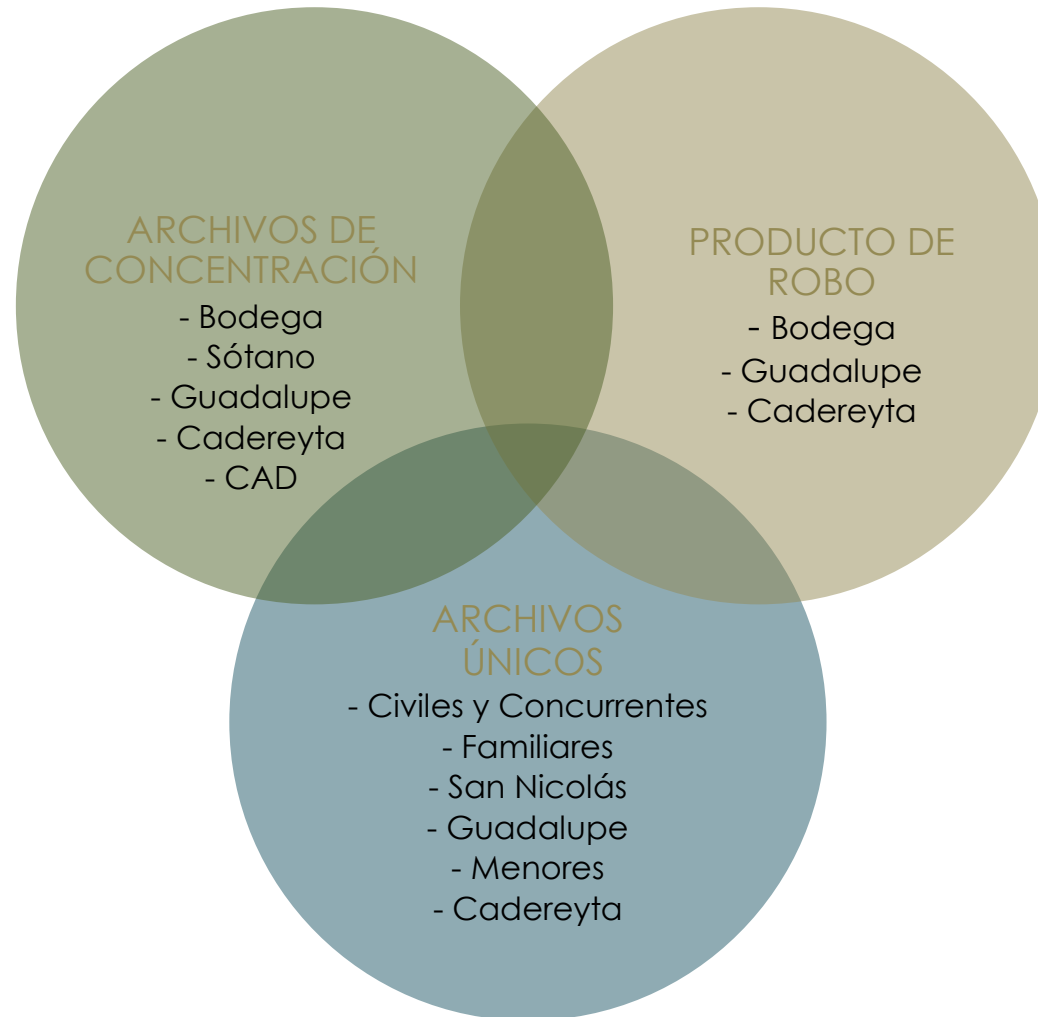 ARCHIVOS DE
CONCENTRACIÓN
- Bodega
- Sótano
- Guadalupe
- Cadereyta
- CAD
PRODUCTO DE
ROBO
- Bodega
- Guadalupe
- Cadereyta
ARCHIVOS
ÚNICOS
- Civiles y Concurrentes
- Familiares
- San Nicolás
- Guadalupe
- Menores
- Cadereyta